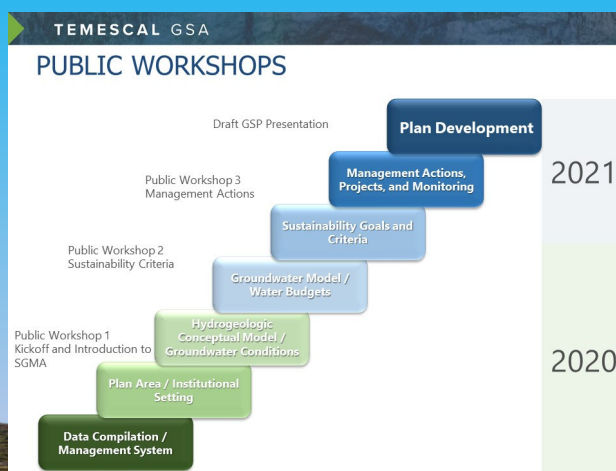 TEMESCAL GSA
PUBLIC WORKSHOPS
Draft GSP Presentation
Plan Development
2021
Public Workshop 3
Management Actions
Management Actions,
Projects, and Monitoring
Sustainability Goals and
Criteria
Public Workshop 2
Sustainability Criteria
Groundwater Model /
Water Budgets
Public Workshop 1
Kickoff and Introduction to
SGMA
Hydrogeologic
Conceptual Model /
Groundwater Conditions
2020
Plan Area / Institutional
Setting
Data Compilation /
Management System